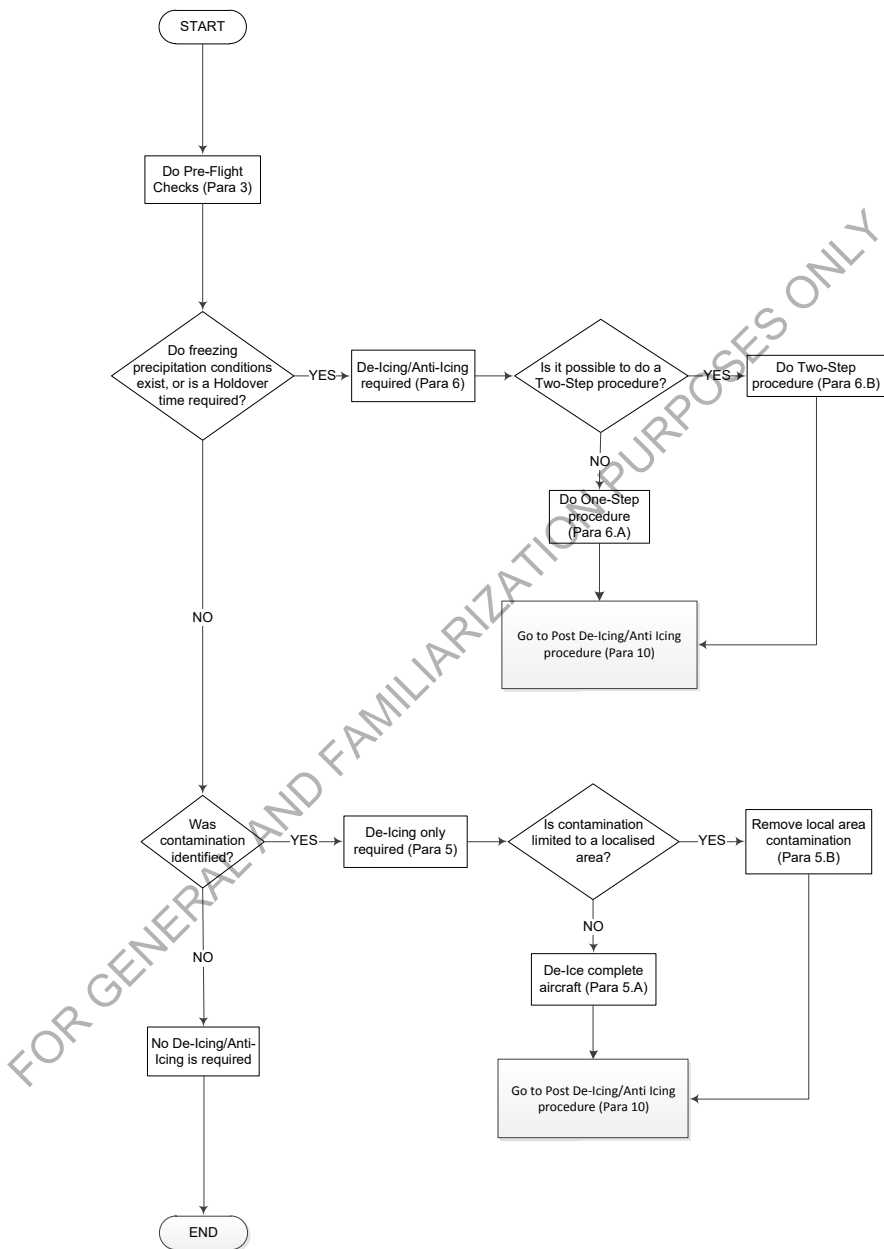 START
Do Pre-Flight
Checks (Para 3)
Do freezing
precipitation conditions
exist, or is a Holdover
time required?
YES
De-Icing/Anti-Icing
required (Para 6)
Is it possible to do a
Two-Step procedure?
YES
Do Two-Step
procedure (Para 6.B)
NO
Do One-Step
procedure
(Para 6.A)
Go to Post De-Icing/Anti Icing
procedure (Para 10)
NO
Was
contamination
identified?
YES
De-Icing only
required (Para 5)
Is contamination
limited to a localised
area?
YES
Remove local area
contamination
(Para 5.B)
NO
De-Ice complete
aircraft (Para 5.A)
Go to Post De-Icing/Anti Icing
procedure (Para 10)
NO
No De-Icing/Anti-
Icing is required
END
FOR GENERAL AND FAMILIARIZATION PURPOSES ONLY